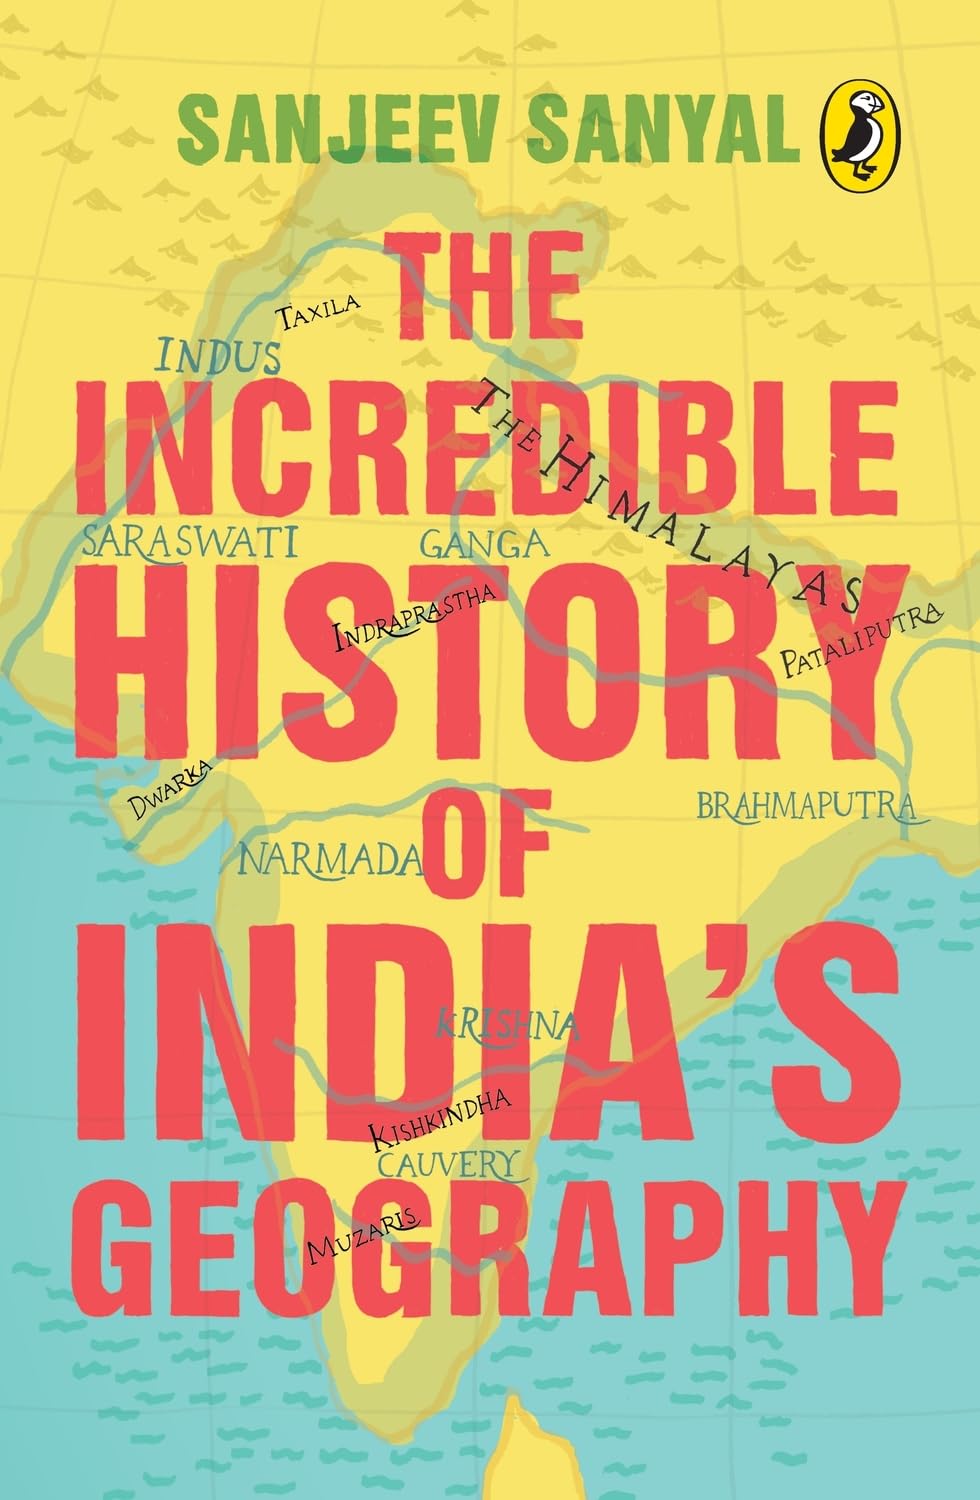 SANJEEV SANYAL
THE
TAXILA
INDUS
INCREDIBLE
THE HIMALAYAS
SARASWATI
GANGA
HISTORY
INDRAPRASTHA
PATALIPUTRA
DWARKA
OF
BRAHMAPUTRA
NARMADA
INDIA'S
KRISHNA
KISHKINDHA
CAUVERY
GEOGRAPHY
MUZARIS